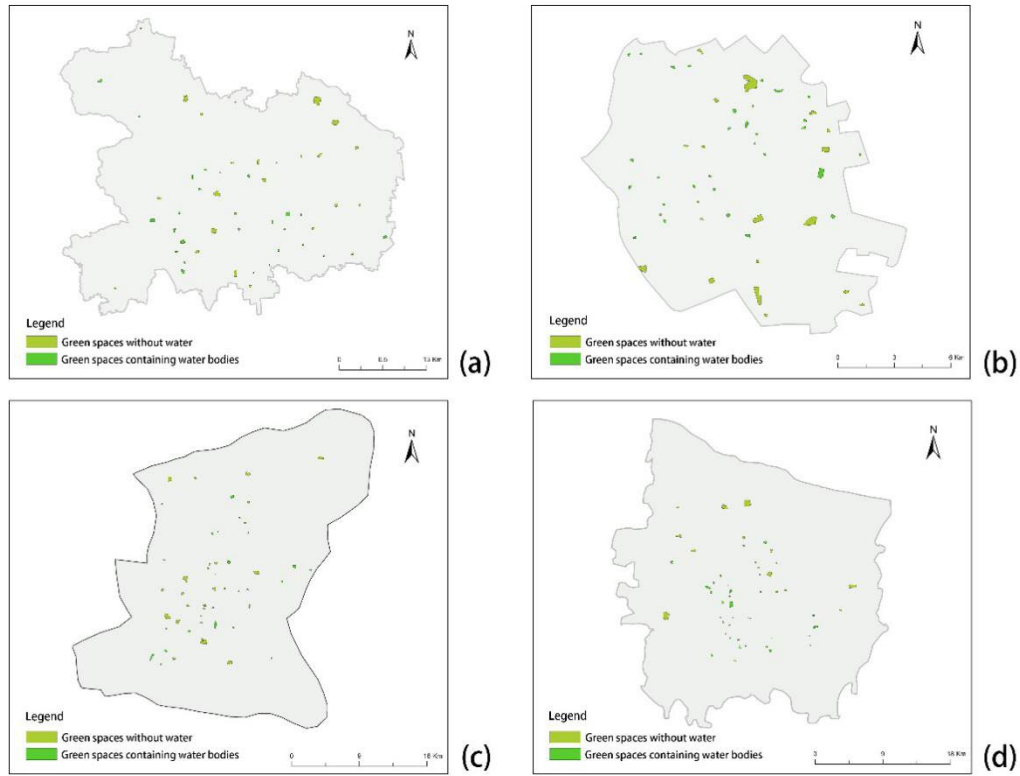 N
Legend
Green spaces without water
Green spaces containing water bodies
0 6.5 13 Km
(a)
N
Legend
Green spaces without water
Green spaces containing water bodies
0 3 6 Km
(b)
N
Legend
Green spaces without water
Green spaces containing water bodies
0 9 18 Km
(c)
N
Legend
Green spaces without water
Green spaces containing water bodies
3 9 18 Km
(d)